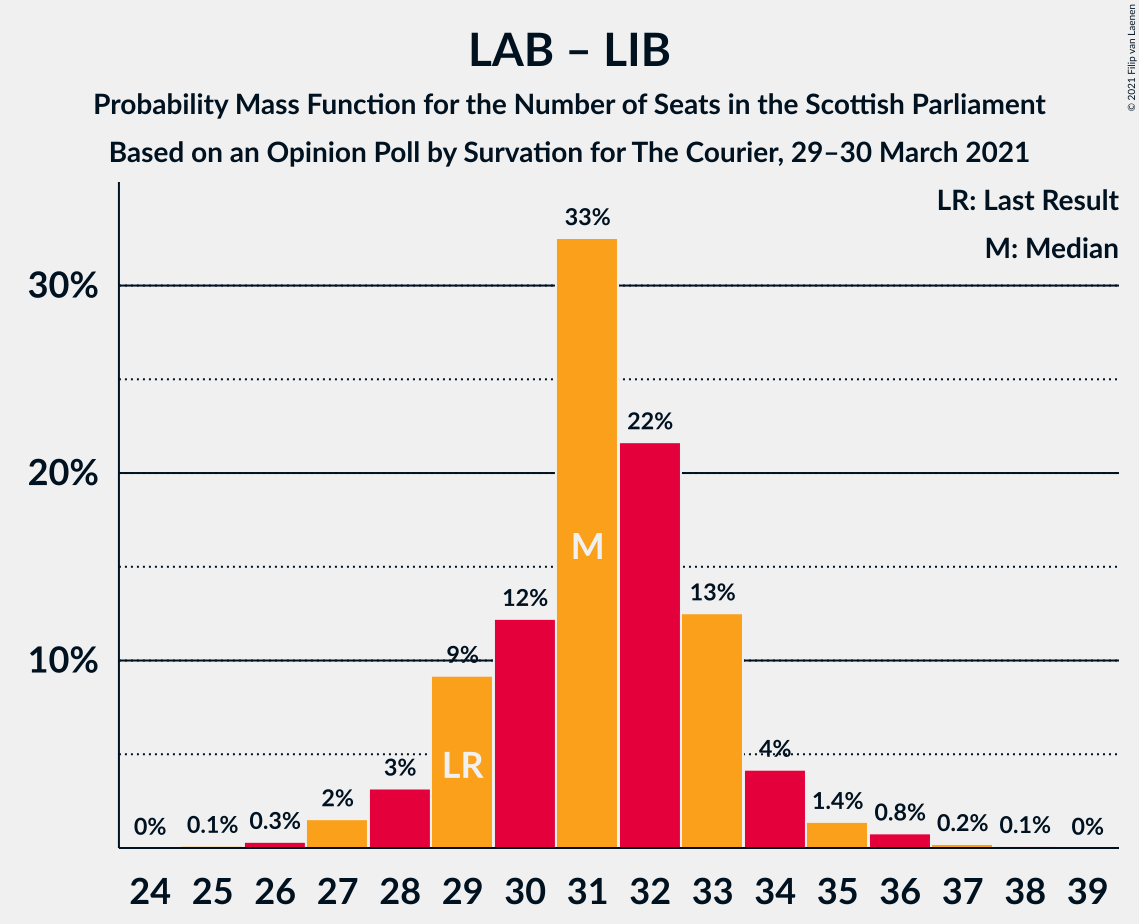 LAB – LIB
Probability Mass Function for the Number of Seats in the Scottish Parliament
Based on an Opinion Poll by Survation for The Courier, 29–30 March 2021
© 2021 Filip van Laenen
LR: Last Result
M: Median
30%
20%
10%
0%
0.1%
0.3%
2%
3%
9%
12%
33%
22%
13%
4%
1.4%
0.8%
0.2%
0.1%
0%
LR
M
24 25 26 27 28 29 30 31 32 33 34 35 36 37 38 39